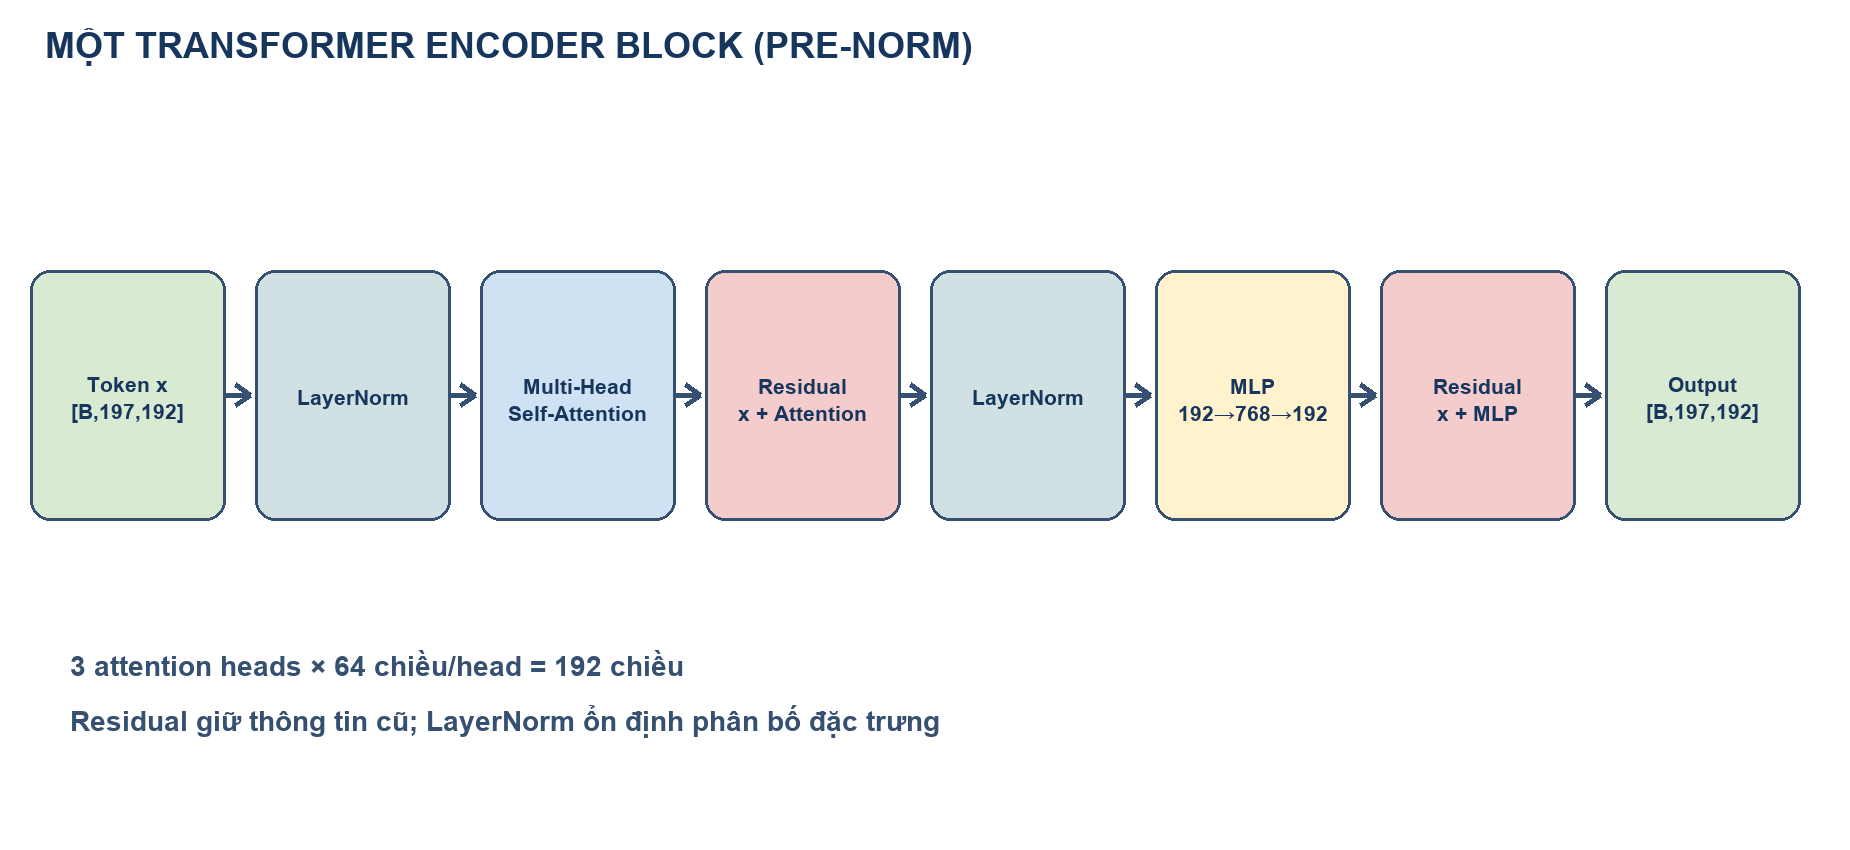 MỘT TRANSFORMER ENCODER BLOCK (PRE-NORM)
Token x
[B,197,192]
LayerNorm
Multi-Head
Self-Attention
Residual
x + Attention
LayerNorm
MLP
192→768→192
Residual
x + MLP
Output
[B,197,192]
3 attention heads × 64 chiều/head = 192 chiều
Residual giữ thông tin cũ; LayerNorm ổn định phân bố đặc trưng